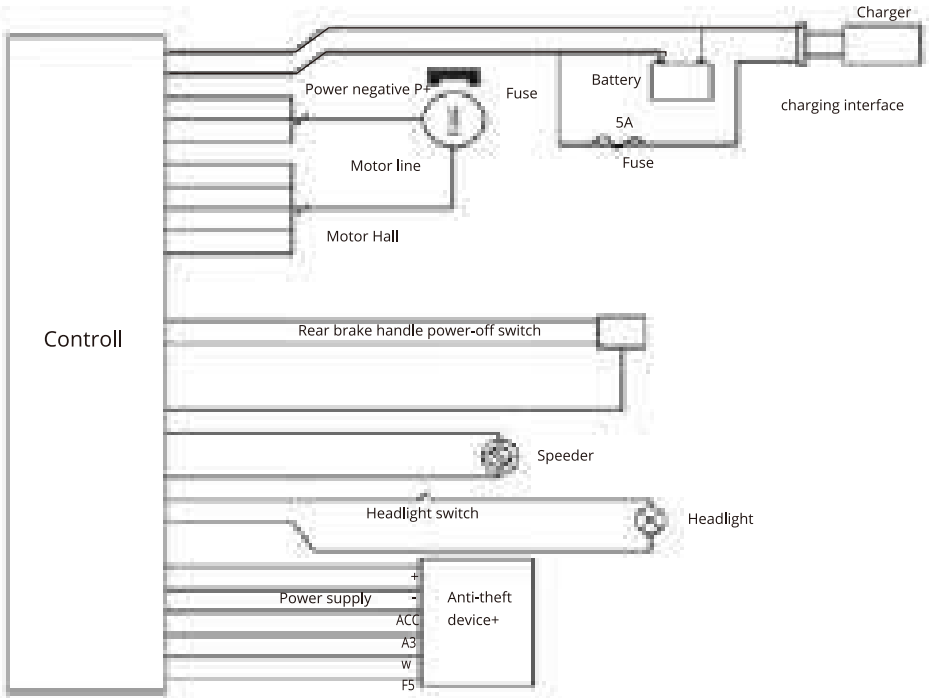 Charger
Power negative P+
Fuse
Battery
charging interface
5A
Fuse
Motor line
Motor Hall
Controll
Rear brake handle power-off switch
Speeder
Headlight switch
Headlight
+
Power supply
-
Anti-theft
device+
ACC
A3
w
F5